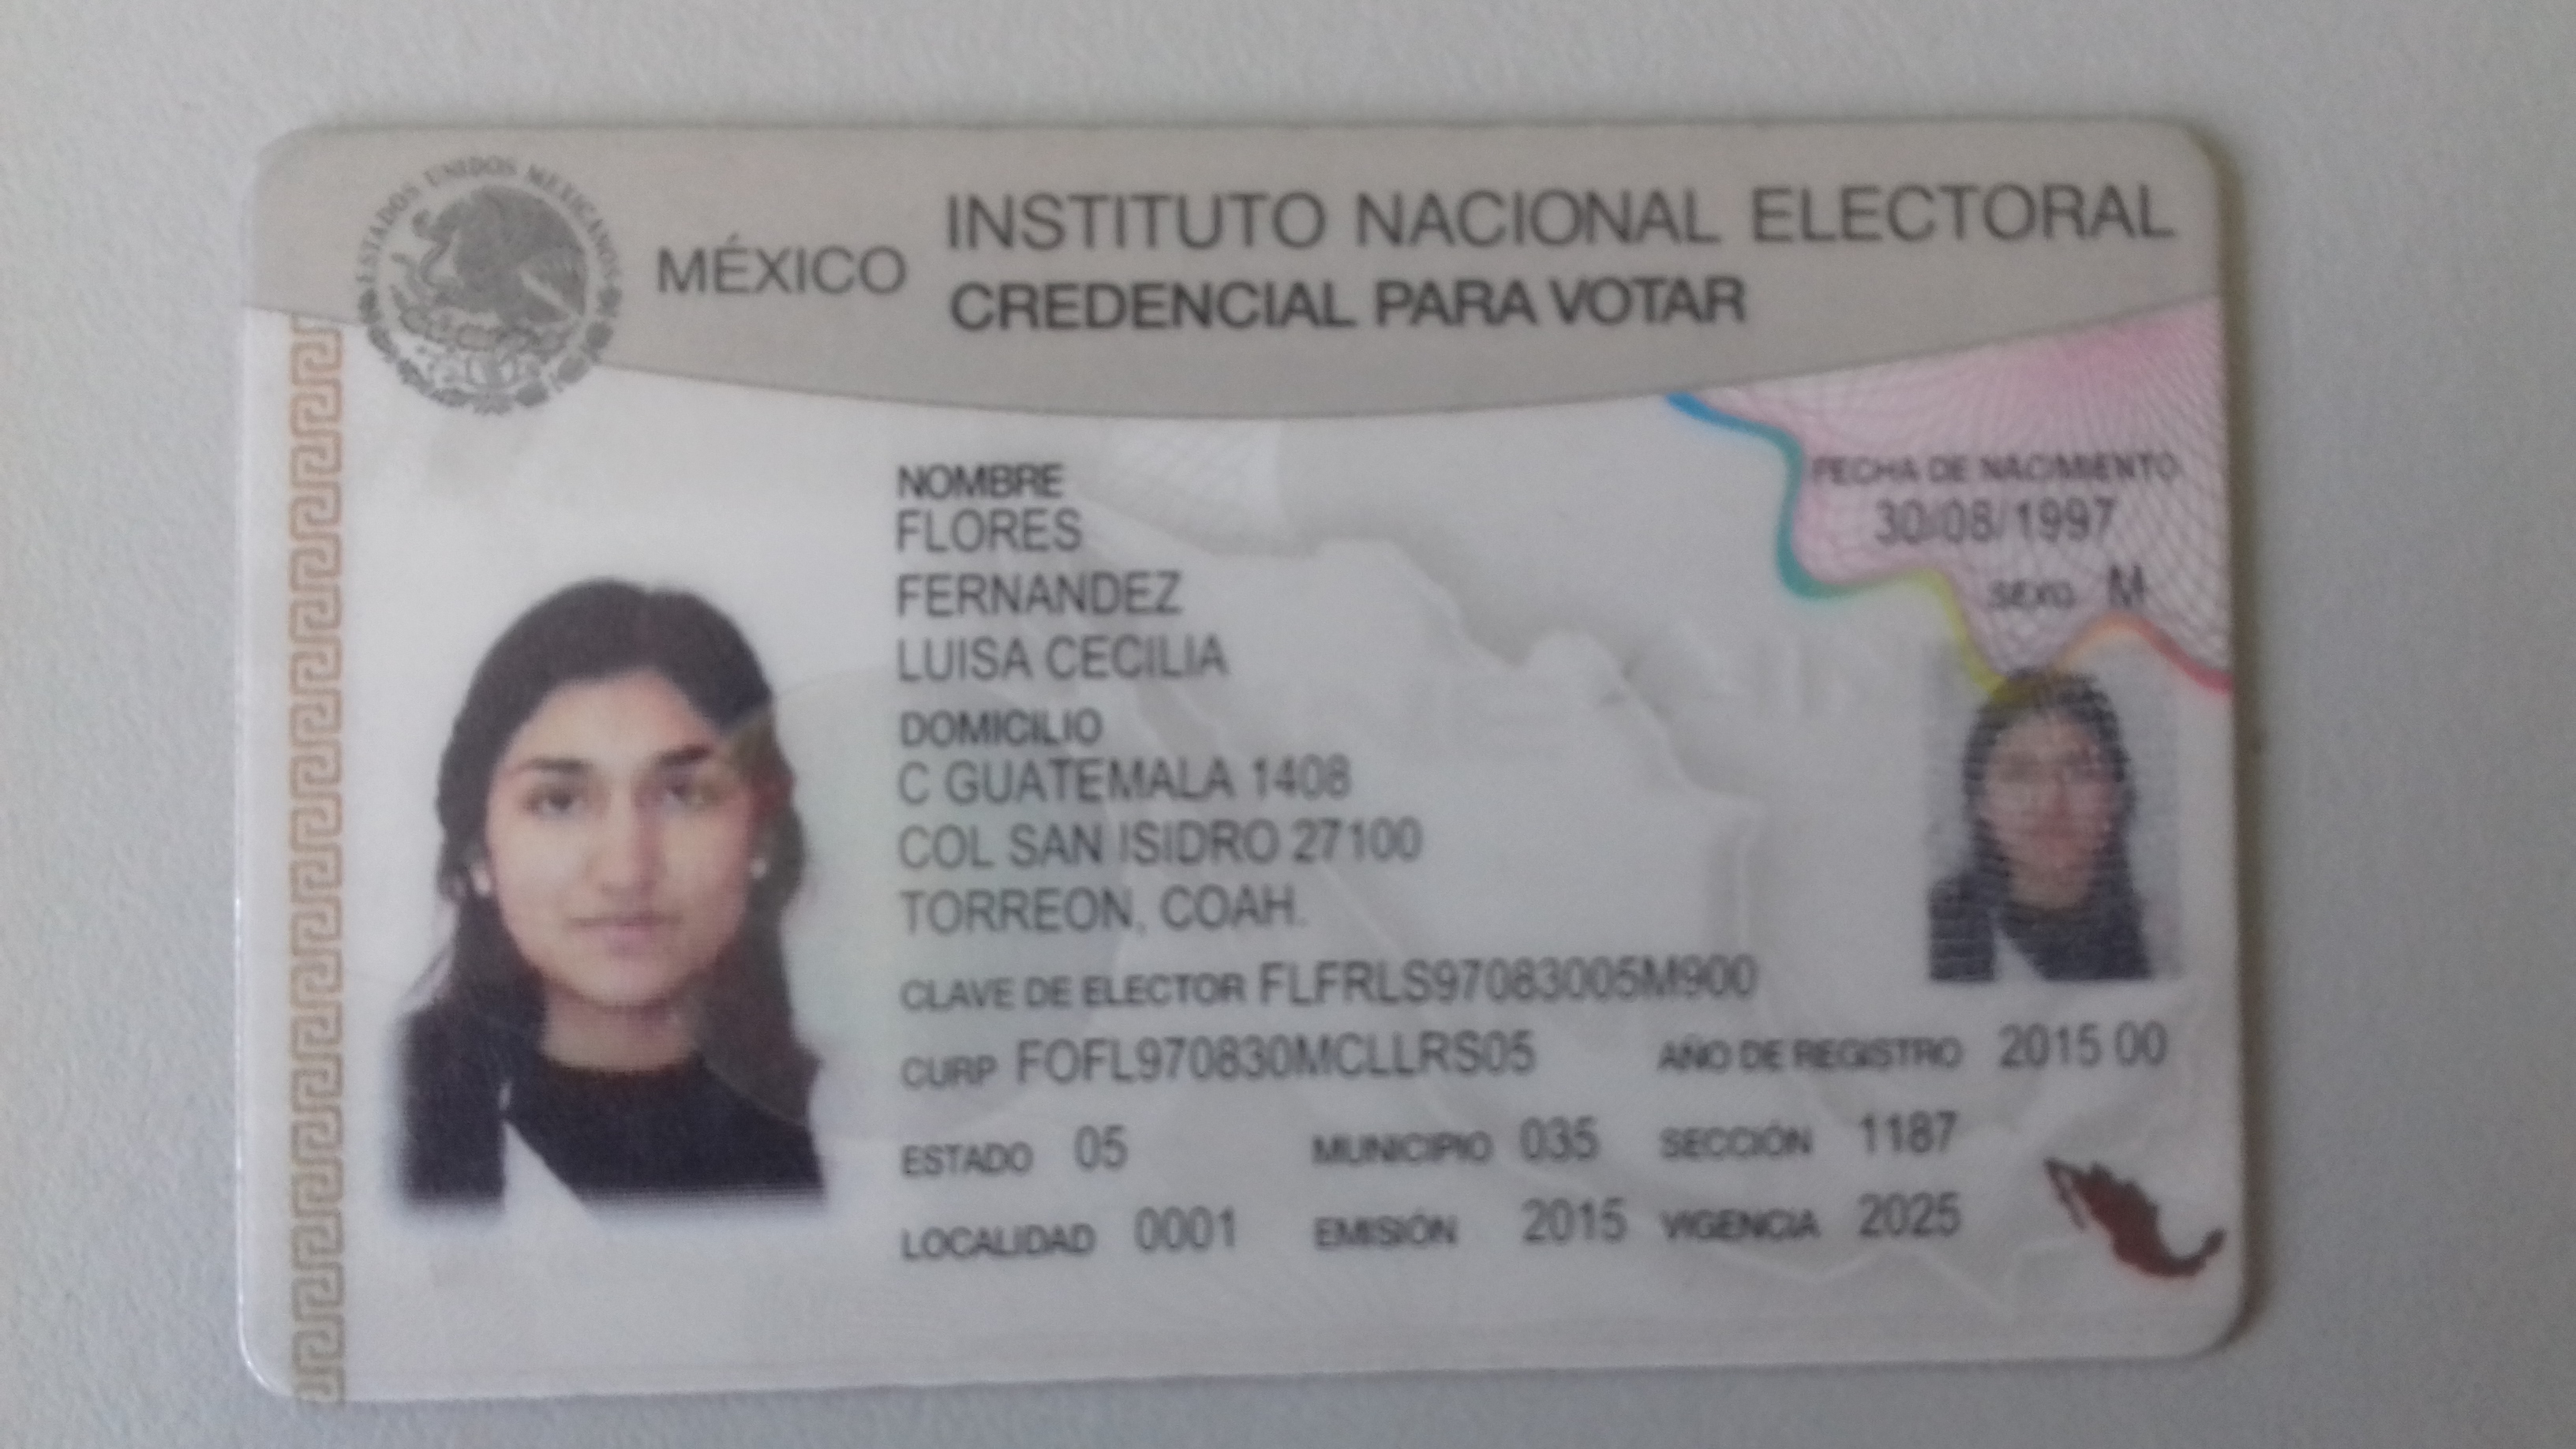 ESTADOS UNIDOS MEXICANOS
MÉXICO
INSTITUTO NACIONAL ELECTORAL
CREDENCIAL PARA VOTAR
NOMBRE
FLORES
FERNANDEZ
LUISA CECILIA
FECHA DE NACIMIENTO
30/08/1997
SEXO M
DOMICILIO
C GUATEMALA 1408
COL SAN ISIDRO 27100
TORREON, COAH.
CLAVE DE ELECTOR FLFRLS97083005M900
CURP FOFL970830MCLLRS05 AÑO DE REGISTRO 2015 00
ESTADO 05 MUNICIPIO 035 SECCIÓN 1187
LOCALIDAD 0001 EMISIÓN 2015 VIGENCIA 2025